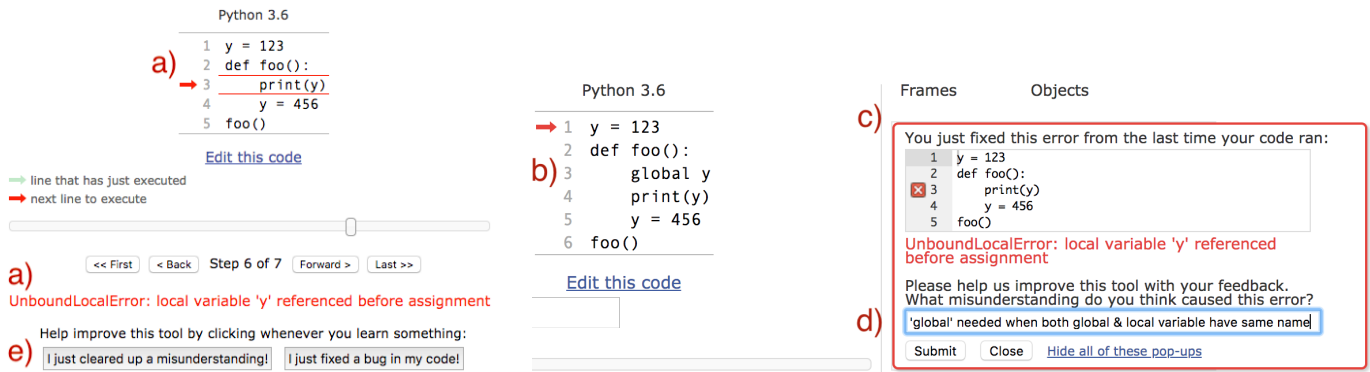 Python 3.6
a)
1 y = 123
2 def foo():
3 print(y)
4 y = 456
5 foo()
Edit this code
line that has just executed
next line to execute
<< First < Back Step 6 of 7 Forward > Last >>
a)
UnboundLocalError: local variable 'y' referenced before assignment
Help improve this tool by clicking whenever you learn something:
e)
I just cleared up a misunderstanding! I just fixed a bug in my code!
Python 3.6
b)
1 y = 123
2 def foo():
3 global y
4 print(y)
5 y = 456
6 foo()
Edit this code
Frames Objects
c)
You just fixed this error from the last time your code ran:
1 y = 123
2 def foo():
3 print(y)
4 y = 456
5 foo()
UnboundLocalError: local variable 'y' referenced
before assignment
Please help us improve this tool with your feedback.
What misunderstanding do you think caused this error?
d)
'global' needed when both global & local variable have same name
Submit Close Hide all of these pop-ups